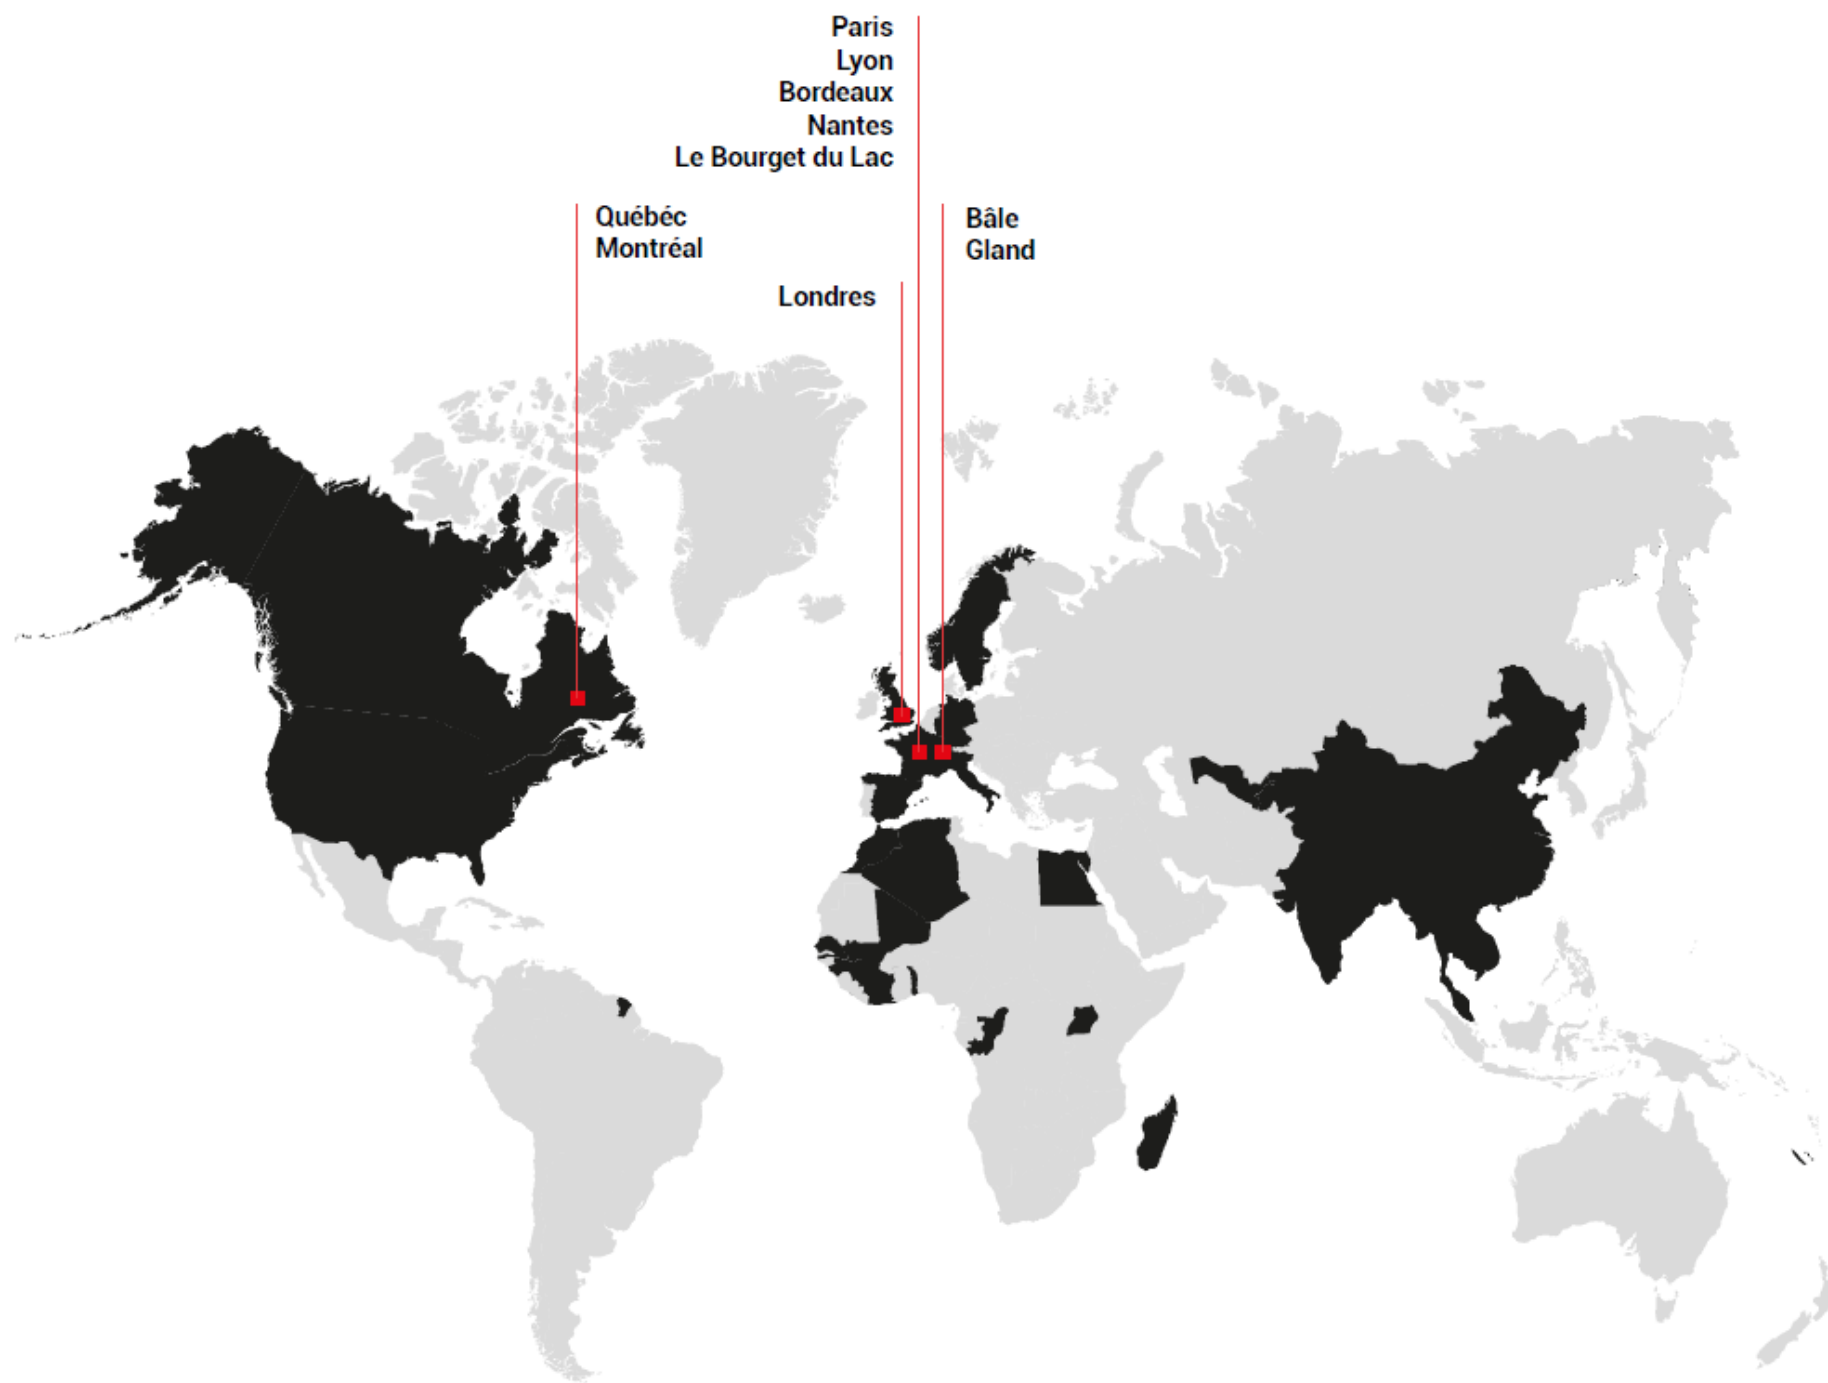 Paris
Lyon
Bordeaux
Nantes
Le Bourget du Lac
Québéc
Montréal
Bâle
Gland
Londres